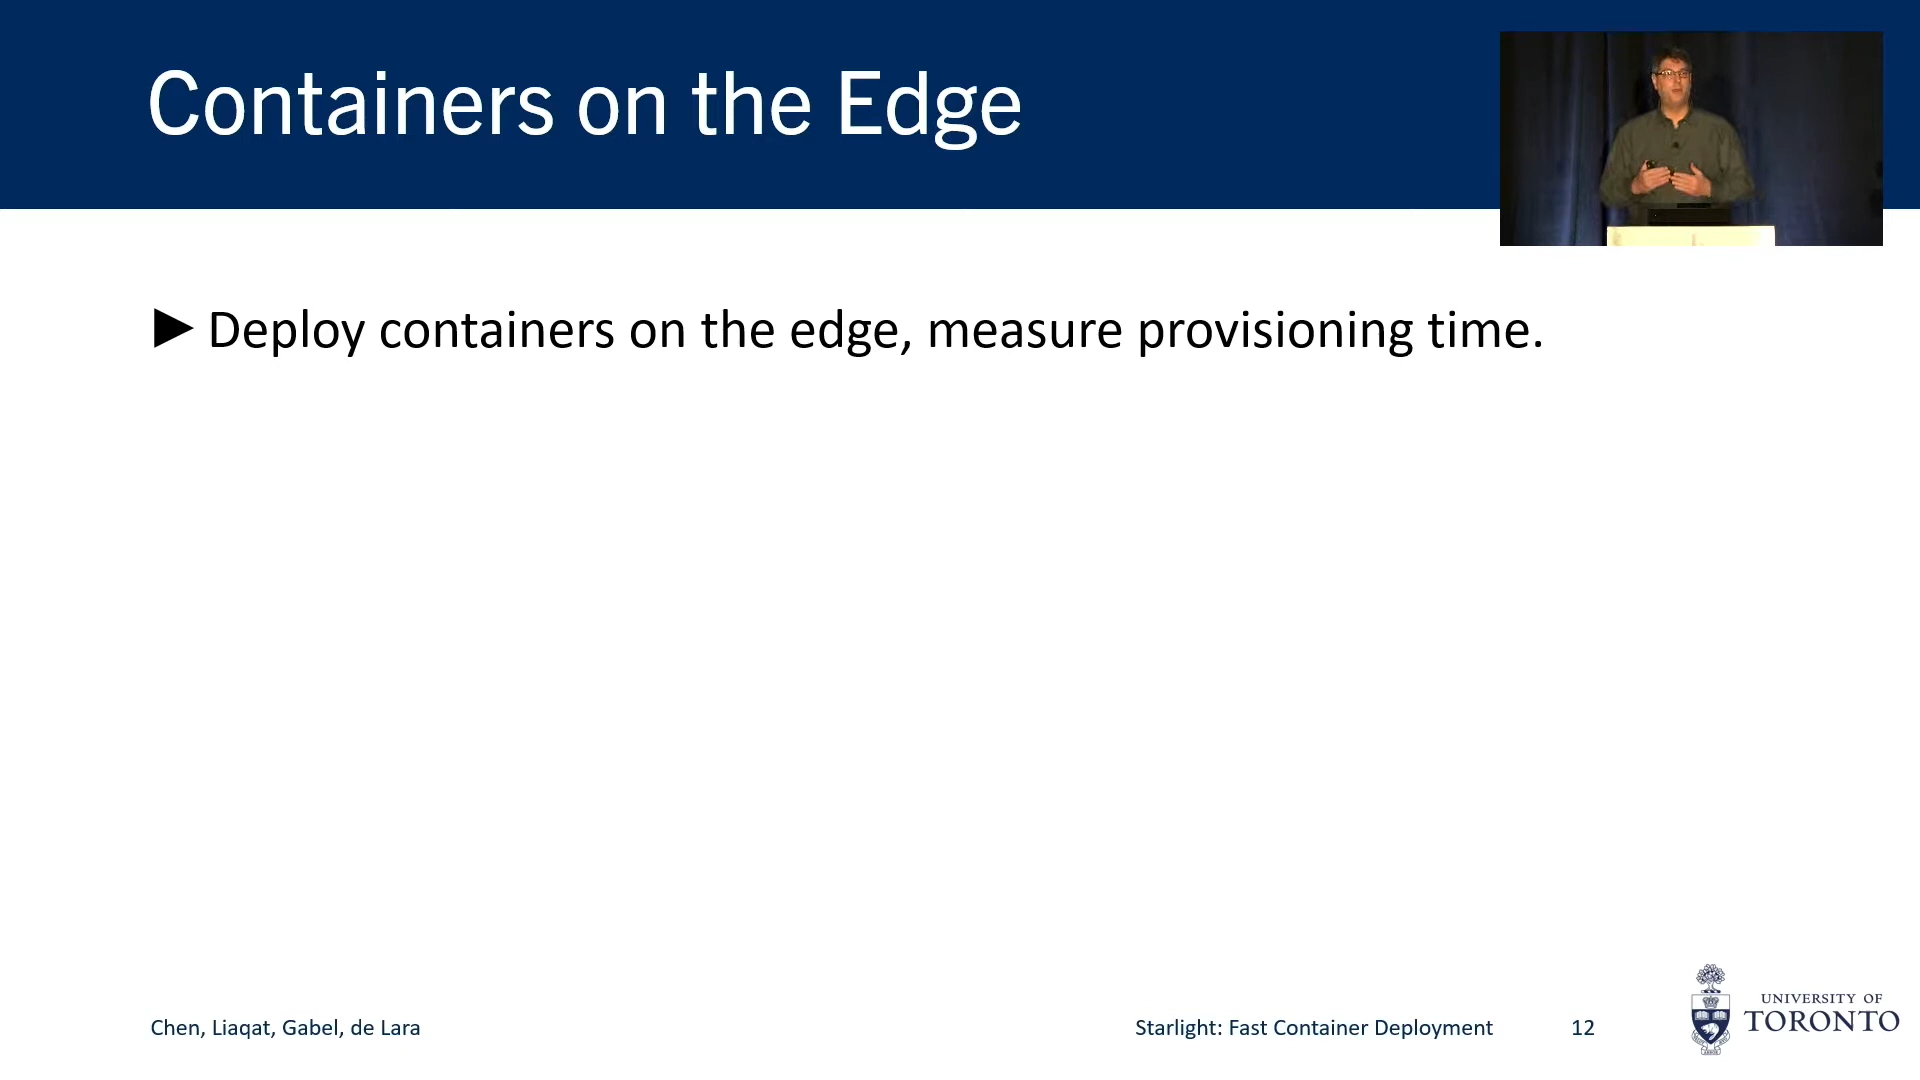 Containers on the Edge
▶ Deploy containers on the edge, measure provisioning time.
Chen, Liaqat, Gabel, de Lara
Starlight: Fast Container Deployment
12
UNIVERSITY OF
TORONTO